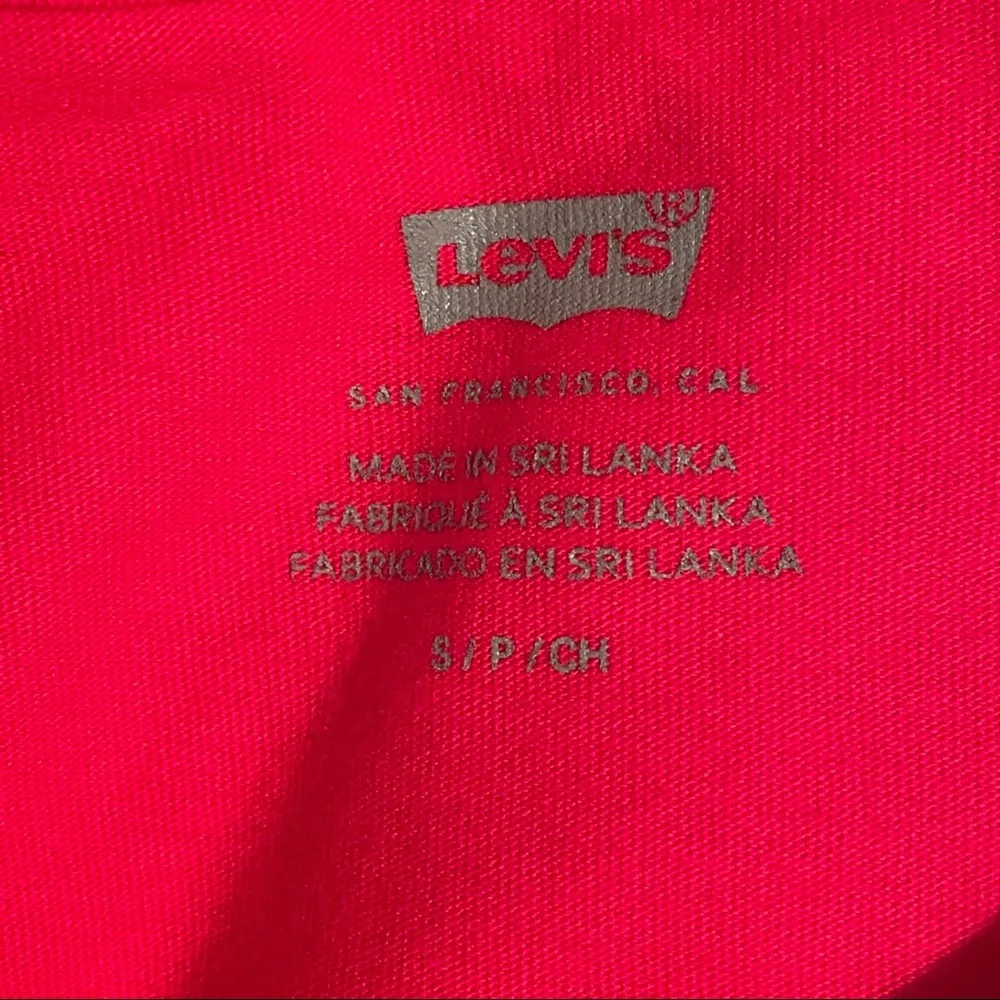 Levi's®
SAN FRANCISCO, CAL
MADE IN SRI LANKA
FABRIQUÉ À SRI LANKA
FABRICADO EN SRI LANKA
S / P / CH